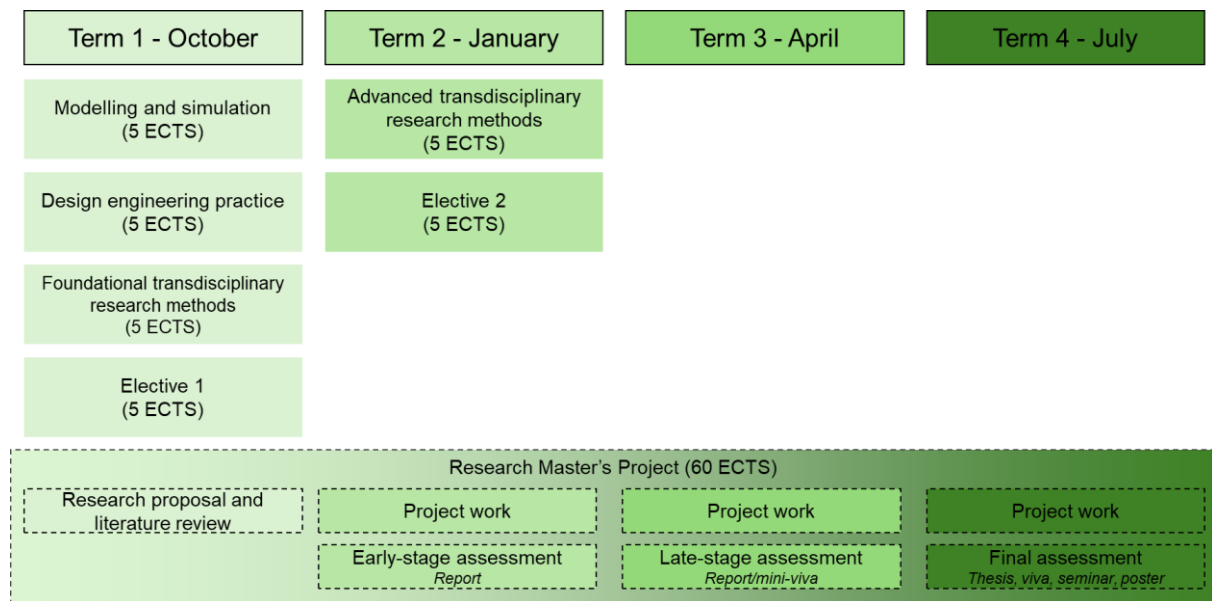 Term 1 - October
Term 2 - January
Term 3 - April
Term 4 - July
Modelling and simulation
(5 ECTS)
Advanced transdisciplinary
research methods
(5 ECTS)
Design engineering practice
(5 ECTS)
Elective 2
(5 ECTS)
Foundational transdisciplinary
research methods
(5 ECTS)
Elective 1
(5 ECTS)
Research Master's Project (60 ECTS)
Research proposal and
literature review
Project work
Project work
Project work
Early-stage assessment
Report
Late-stage assessment
Report/mini-viva
Final assessment
Thesis, viva, seminar, poster